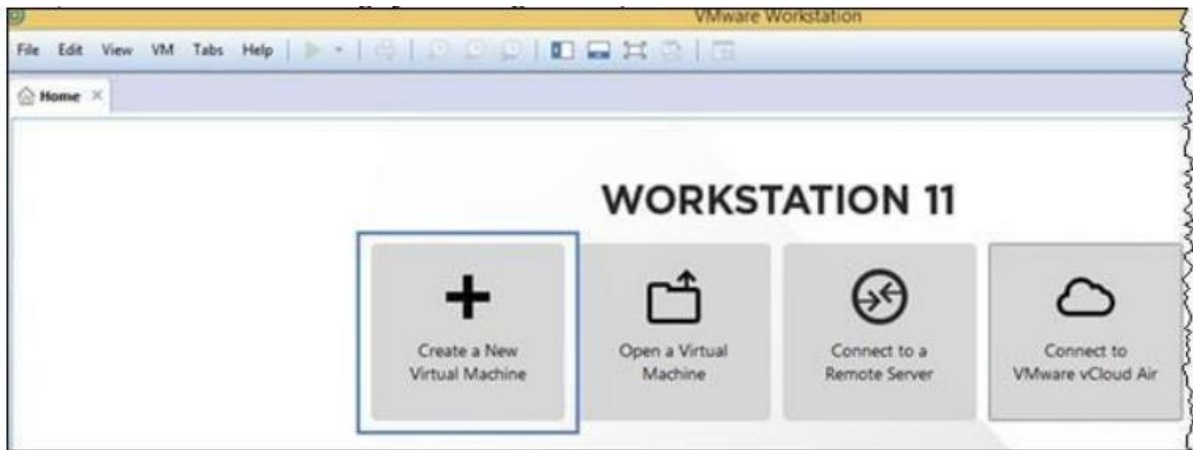 VMware Workstation
File Edit View VM Tabs Help
Home
WORKSTATION 11
Create a New
Virtual Machine
Open a Virtual
Machine
Connect to a
Remote Server
Connect to
VMware vCloud Air